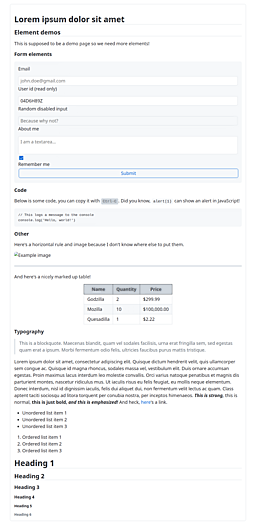 Lorem ipsum dolor sit amet
Element demos
This is supposed to be a demo page so we need more elements!
Form elements
Email
john.doe@gmail.com
User id (read only)
04D6H89Z
Random disabled input
Because why not?
About me
I am a textarea...
Remember me
Submit
Code
Below is some code, you can copy it with Ctrl-C. Did you know, alert(1) can show an alert in JavaScript!
// This logs a message to the console
console.log("Hello, world!");
Other
Here's a horizontal rule and image because I don't know where else to put them.
Example image
And here's a nicely marked up table!
Name Quantity Price
Godzilla 2 $299.99
Mozilla 10 $100,000.00
Quesadilla 1 $2.22
Typography
This is a blockquote. Maecenas blandit, quam vel sodales facilisis, urna erat fringilla sem, sed egestas
quam erat a ipsum. Morbi fermentum odio felis, ultricies faucibus purus mattis tristique.
Lorem ipsum dolor sit amet, consectetur adipiscing elit. Quisque dictum hendrerit velit, quis ullamcorper
sem congue ac. Quisque id magna rhoncus, sodales massa vel, vestibulum elit. Duis ornare accumsan
egestas. Proin maximus lacus interdum leo molestie convallis. Orci varius natoque penatibus et magnis dis
parturient montes, nascetur ridiculus mus. Ut iaculis risus eu felis feugiat, eu mollis neque elementum.
Donec interdum, nisl id dignissim iaculis, felis dui aliquet dui, non fermentum velit lectus ac quam. Class
aptent taciti sociosqu ad litora torquent per conubia nostra, per inceptos himenaeos. This is strong, this is
normal, this is just bold, and this is emphasized! And heck, here's a link.
Unordered list item 1
Unordered list item 2
Unordered list item 3
1. Ordered list item 1
2. Ordered list item 2
3. Ordered list item 3
Heading 1
Heading 2
Heading 3
Heading 4
Heading 5
Heading 6